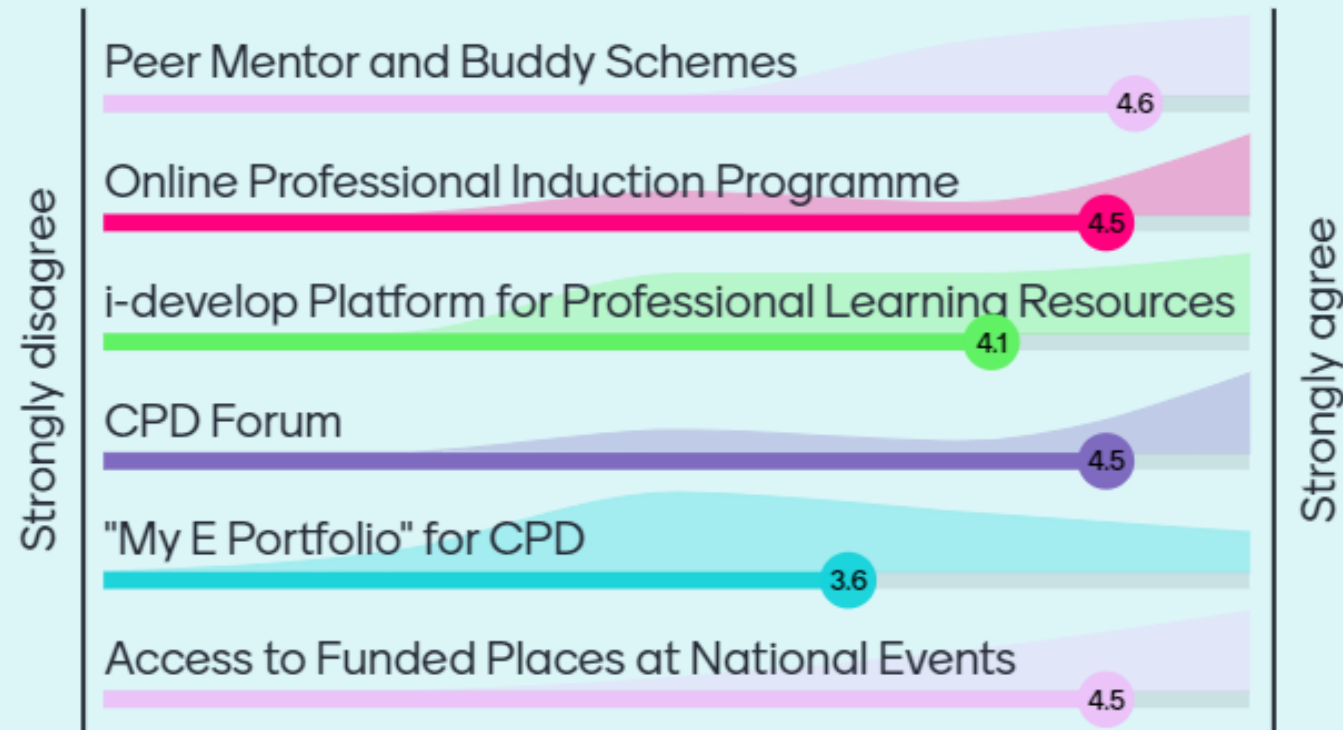 Strongly disagree
Peer Mentor and Buddy Schemes
4.6
Online Professional Induction Programme
4.5
i-develop Platform for Professional Learning Resources
4.1
CPD Forum
4.5
"My E Portfolio" for CPD
3.6
Access to Funded Places at National Events
4.5
Strongly agree